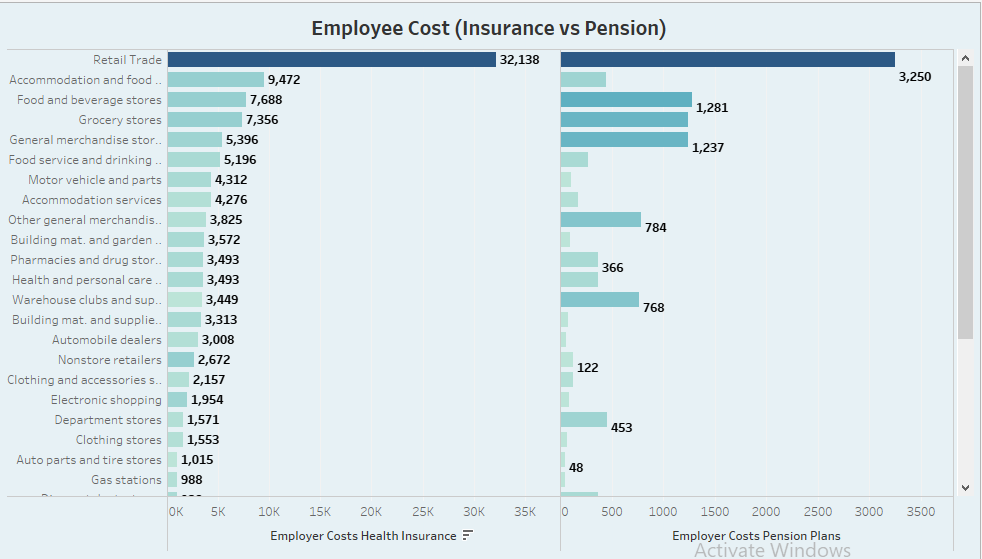 Employee Cost (Insurance vs Pension)
Retail Trade 32,138 3,250
Accommodation and food .. 9,472
Food and beverage stores 7,688 1,281
Grocery stores 7,356
General merchandise stor.. 5,396 1,237
Food service and drinking .. 5,196
Motor vehicle and parts 4,312
Accommodation services 4,276
Other general merchandis.. 3,825 784
Building mat. and garden .. 3,572
Pharmacies and drug stor.. 3,493 366
Health and personal care .. 3,493
Warehouse clubs and sup.. 3,449 768
Building mat. and supplie.. 3,313
Automobile dealers 3,008
Nonstore retailers 2,672 122
Clothing and accessories s.. 2,157
Electronic shopping 1,954
Department stores 1,571 453
Clothing stores 1,553
Auto parts and tire stores 1,015 48
Gas stations 988
0K 5K 10K 15K 20K 25K 30K 35K 0 500 1000 1500 2000 2500 3000 3500
Employer Costs Health Insurance Employer Costs Pension Plans
Activate Windows